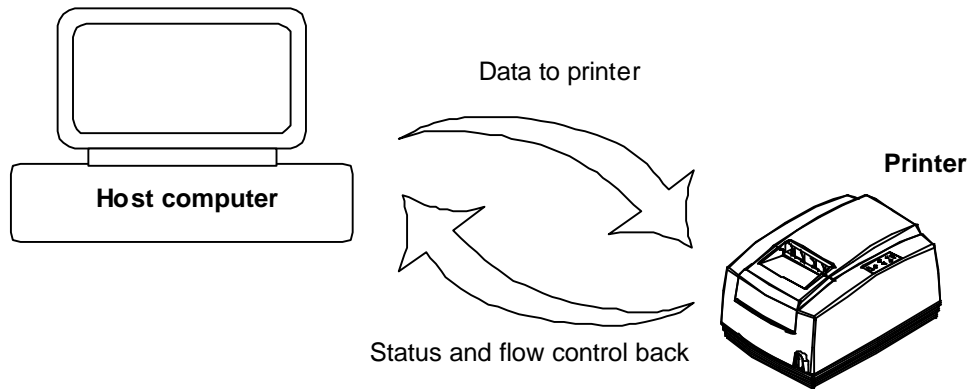 Data to printer
Printer
Host computer
Status and flow control back